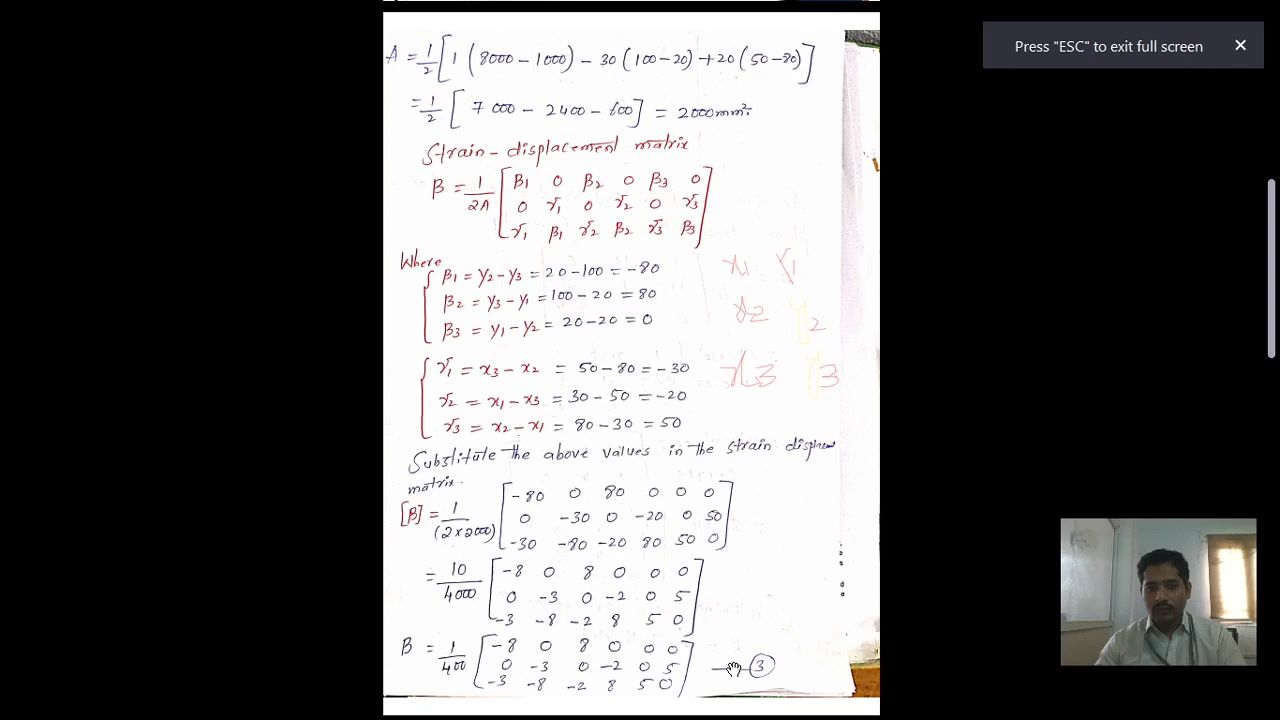 Press "ESC" to exit full screen
A = 1/2 [1 (8000 - 1000) - 30 (100 - 20) + 20 (50 - 80)]
= 1/2 [7000 - 2400 - 600] = 2000mm².
Strain-displacement matrix
B = 1/2A [β1 0 β2 0 β3 0
0 γ1 0 γ2 0 γ3
γ1 β1 γ2 β2 γ3 β3]
Where
β1 = y2 - y3 = 20 - 100 = -80
β2 = y3 - y1 = 100 - 20 = 80
β3 = y1 - y2 = 20 - 20 = 0
x1 y1
x2 y2
x3 y3
γ1 = x3 - x2 = 50 - 80 = -30
γ2 = x1 - x3 = 30 - 50 = -20
γ3 = x2 - x1 = 80 - 30 = 50
Substitute the above values in the strain displacement
matrix.
[B] = 1/(2×2000) [-80 0 80 0 0 0
0 -30 0 -20 0 50
-30 -80 -20 80 50 0]
= 10/4000 [-8 0 8 0 0 0
0 -3 0 -2 0 5
-3 -8 -2 8 5 0]
B = 1/400 [-8 0 8 0 0 0
0 -3 0 -2 0 5
-3 -8 -2 8 5 0] — 3